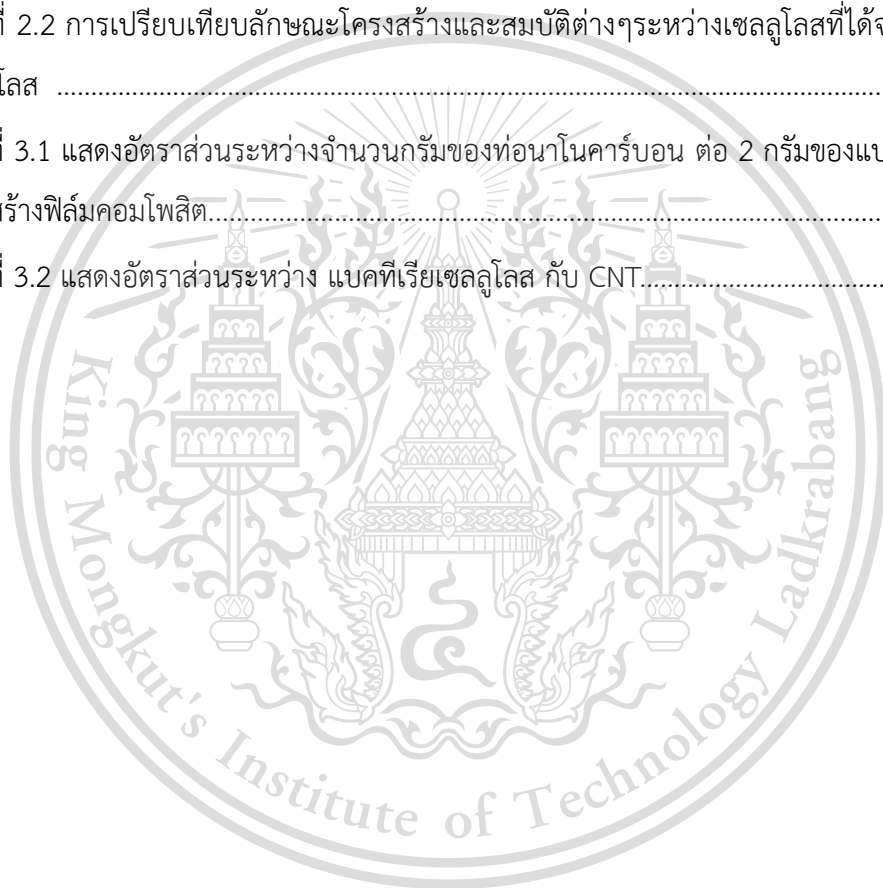 ที่ 2.2 การเปรียบเทียบลักษณะโครงสร้างและสมบัติต่างๆระหว่างเซลลูโลสที่ได้จ
โลส ................................................................................
ที่ 3.1 แสดงอัตราส่วนระหว่างจำนวนกรัมของท่อนาโนคาร์บอน ต่อ 2 กรัมของแบ
สร้างฟิล์มคอมโพสิต................................................................
ที่ 3.2 แสดงอัตราส่วนระหว่าง แบคทีเรียเซลลูโลส กับ CNT................................
King Mongkut's Institute of Technology Ladkrabang